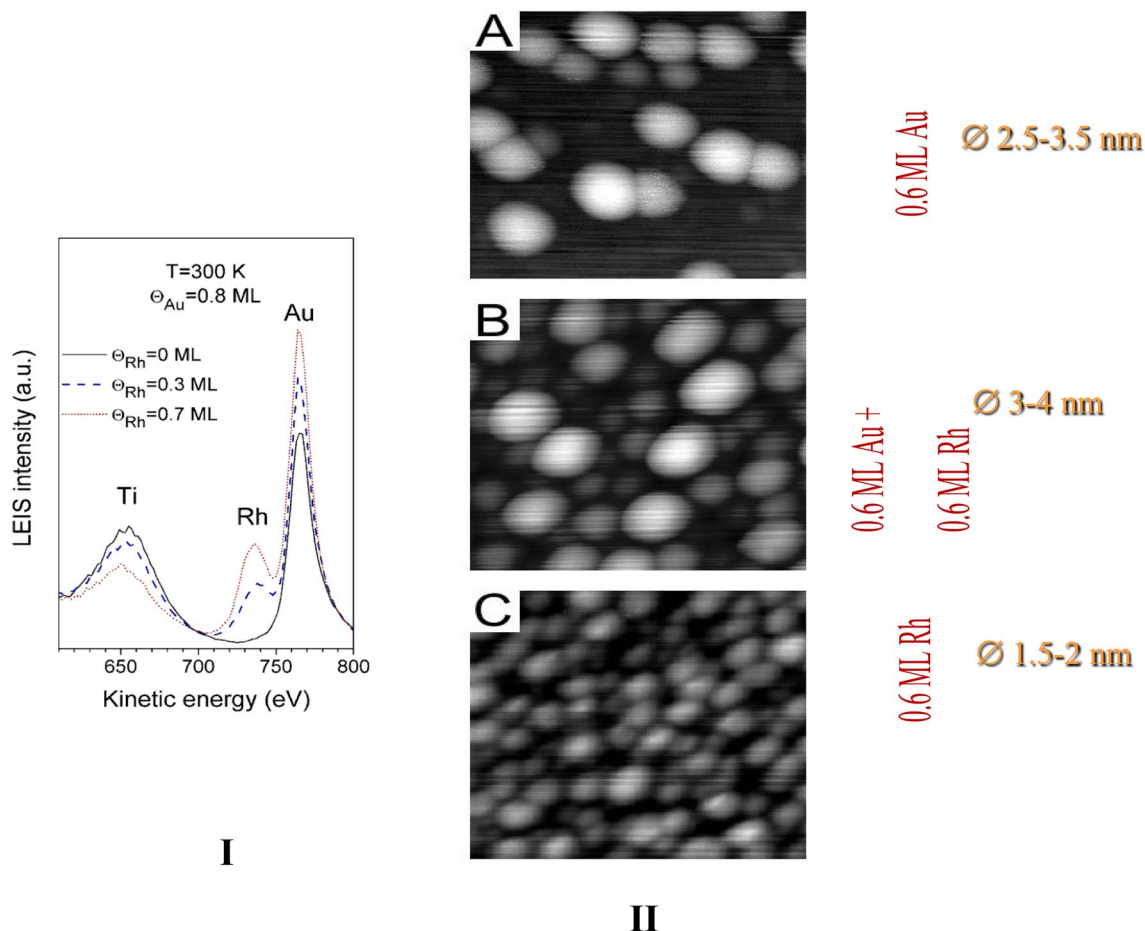 T=300 K
Θ_Au=0.8 ML
Au
Θ_Rh=0 ML
Θ_Rh=0.3 ML
Θ_Rh=0.7 ML
Ti
Rh
LEIS intensity (a.u.)
650 700 750 800
Kinetic energy (eV)
I
A
0.6 ML Au
Ø 2.5-3.5 nm
B
0.6 ML Au +
0.6 ML Rh
Ø 3-4 nm
C
0.6 ML Rh
Ø 1.5-2 nm
II